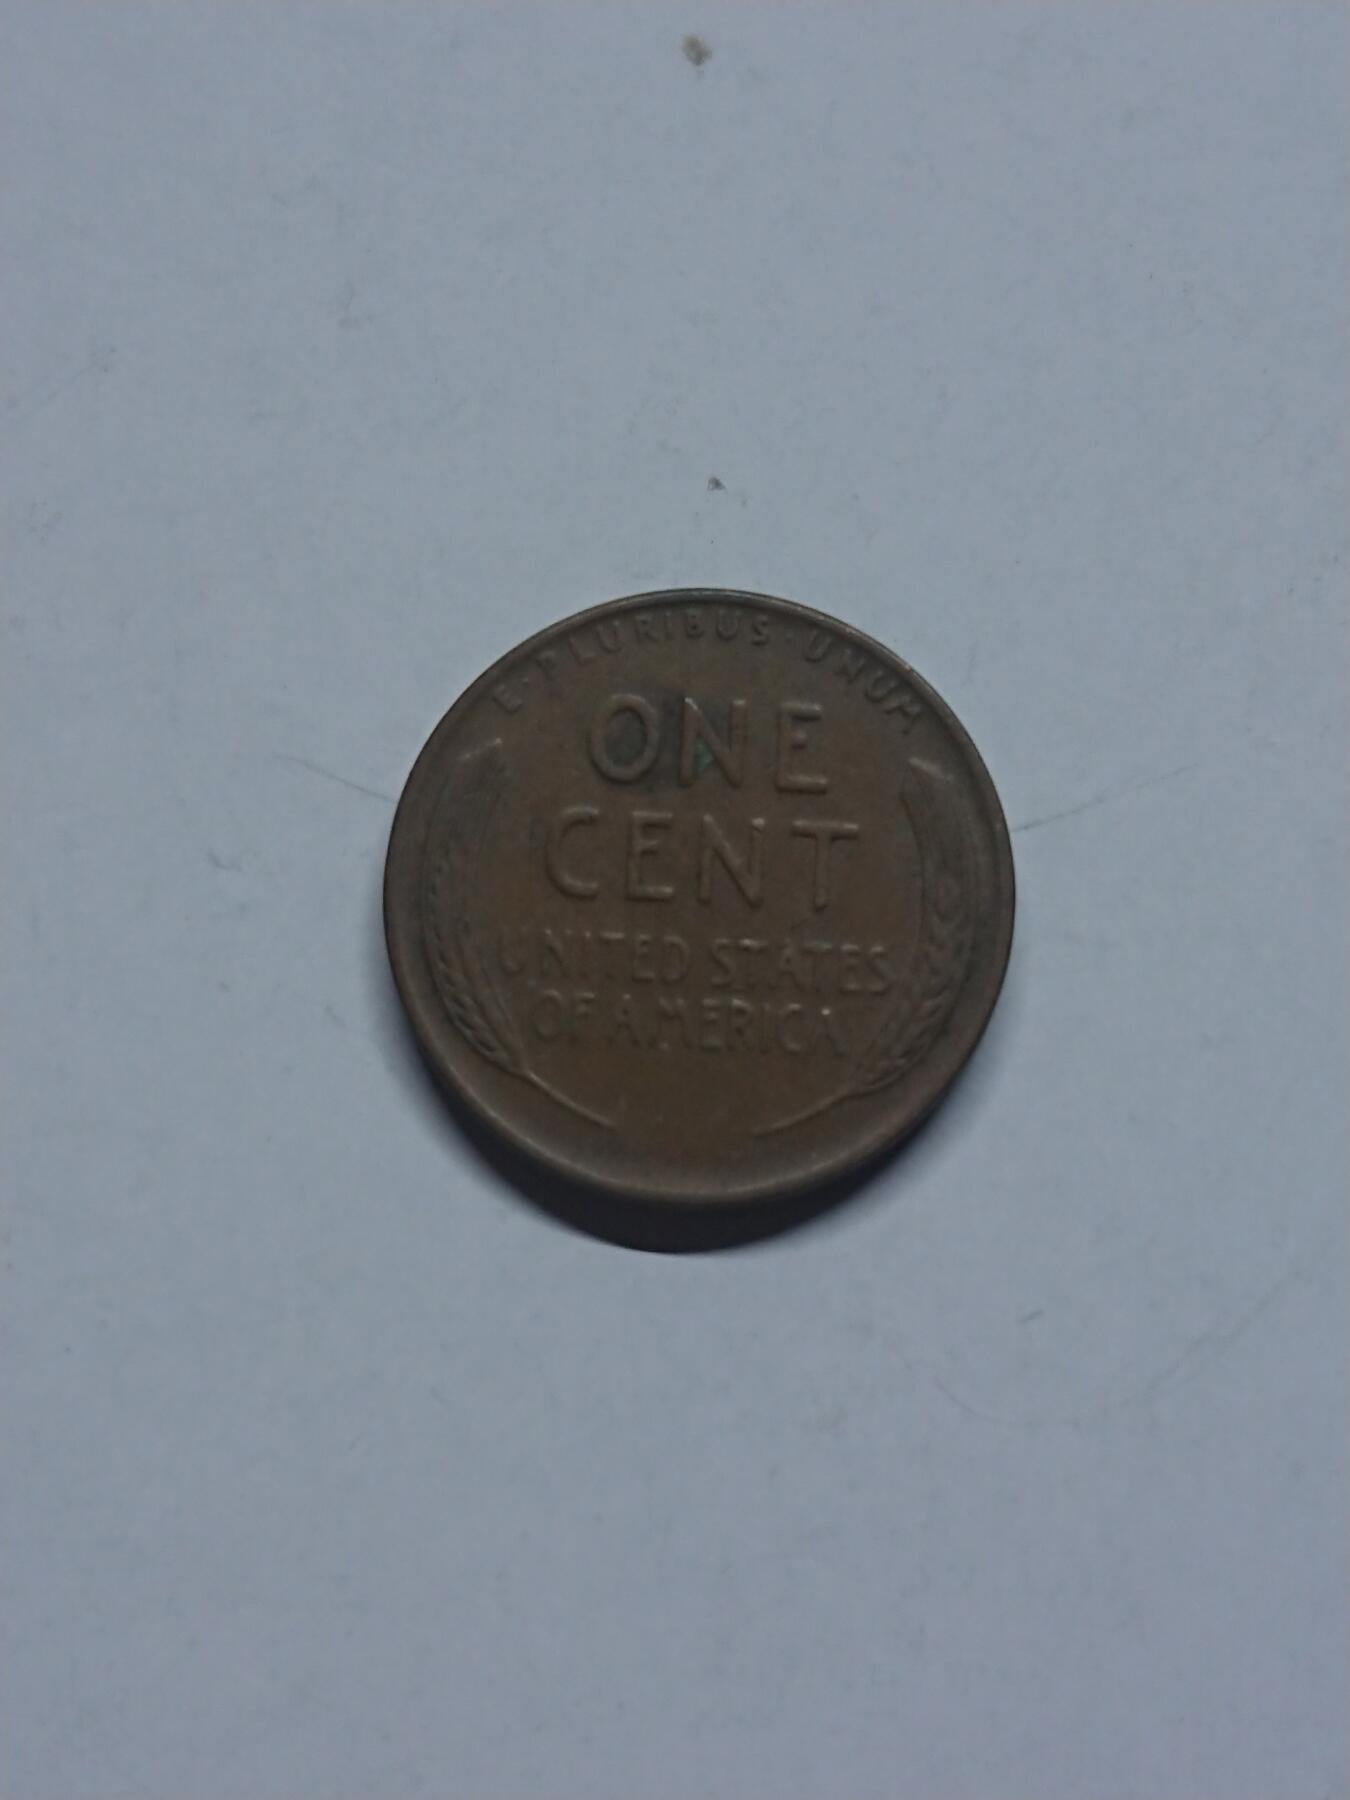 E·PLURIBUS·UNUM
ONE
CENT
UNITED STATES
OF AMERICA